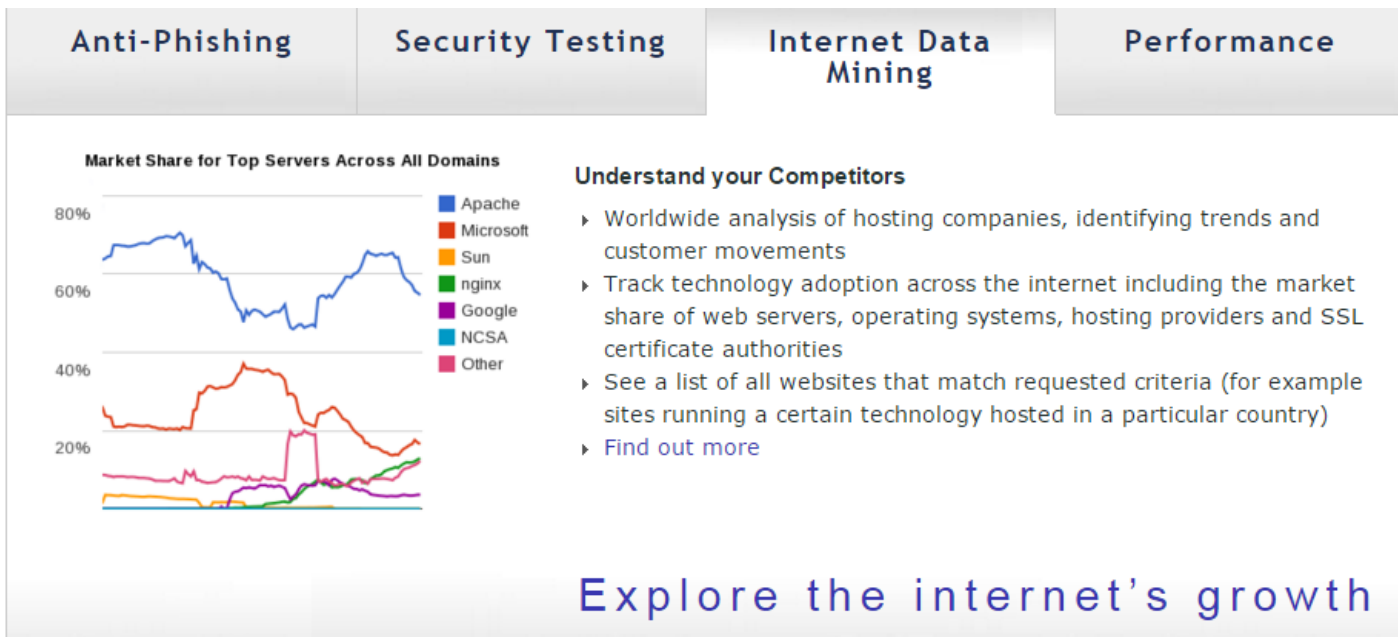 Anti-Phishing
Security Testing
Internet Data
Mining
Performance
Market Share for Top Servers Across All Domains
80%
60%
40%
20%
Apache
Microsoft
Sun
nginx
Google
NCSA
Other
Understand your Competitors
Worldwide analysis of hosting companies, identifying trends and
customer movements
Track technology adoption across the internet including the market
share of web servers, operating systems, hosting providers and SSL
certificate authorities
See a list of all websites that match requested criteria (for example
sites running a certain technology hosted in a particular country)
Find out more
Explore the internet’s growth